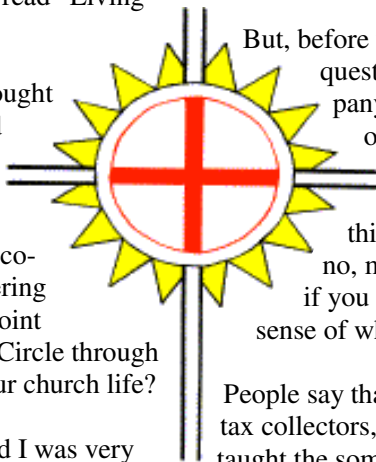 read "Living
ought
co-
ering
oint
Circle through
ur church life?
d I was very
But, before
quest
pany
o
thi
no, m
if you
sense of wh
People say tha
tax collectors,
taught the som